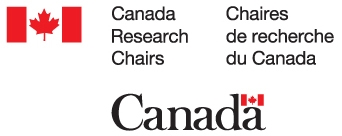 Canada
Research
Chairs
Chaires
de recherche
du Canada
Canada